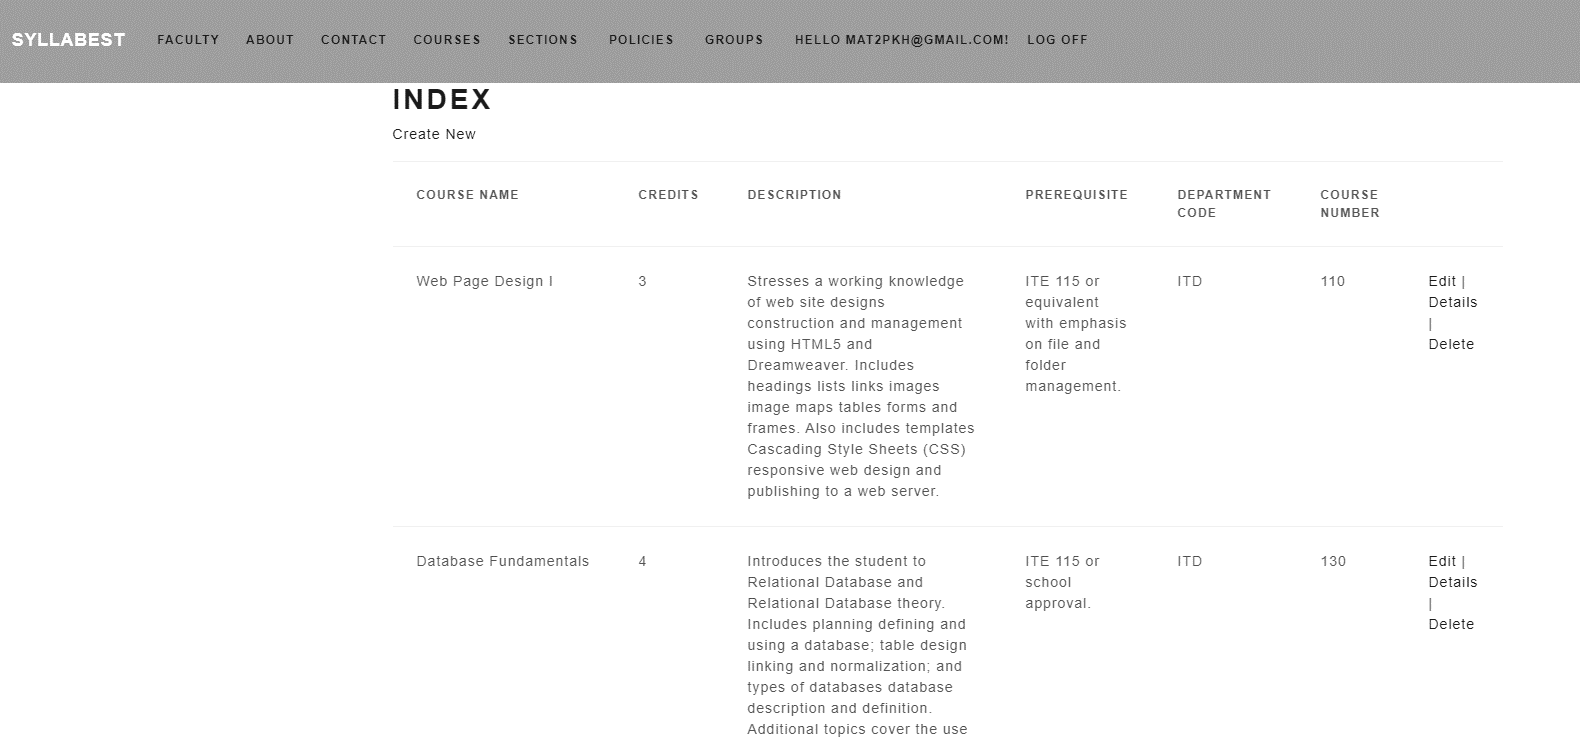 SYLLABEST FACULTY ABOUT CONTACT COURSES SECTIONS POLICIES GROUPS HELLO MAT2PKH@GMAIL.COM! LOG OFF
INDEX
Create New
COURSE NAME CREDITS DESCRIPTION PREREQUISITE DEPARTMENT CODE COURSE NUMBER
Web Page Design I
3
Stresses a working knowledge
of web site designs
construction and management
using HTML5 and
Dreamweaver. Includes
headings lists links images
image maps tables forms and
frames. Also includes templates
Cascading Style Sheets (CSS)
responsive web design and
publishing to a web server.
ITE 115 or
equivalent
with emphasis
on file and
folder
management.
ITD
110
Edit |
Details
|
Delete
Database Fundamentals
4
Introduces the student to
Relational Database and
Relational Database theory.
Includes planning defining and
using a database; table design
linking and normalization; and
types of databases database
description and definition.
Additional topics cover the use
ITE 115 or
school
approval.
ITD
130
Edit |
Details
|
Delete